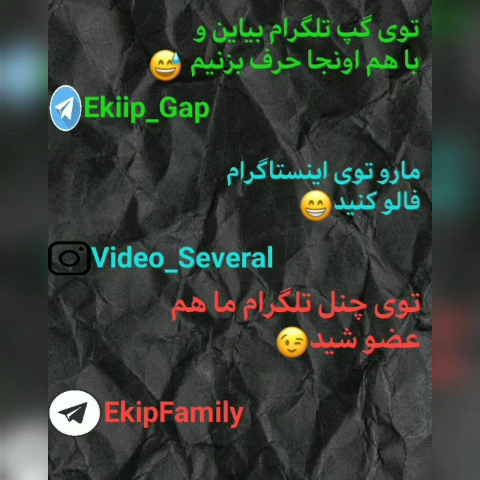 توی گپ تلگرام بیاین و
با هم اونجا حرف بزنیم 😅
Ekiip_Gap
مارو توی اینستاگرام
فالو کنید😁
Video_Several
توی چنل تلگرام ما هم
عضو شید😉
EkipFamily